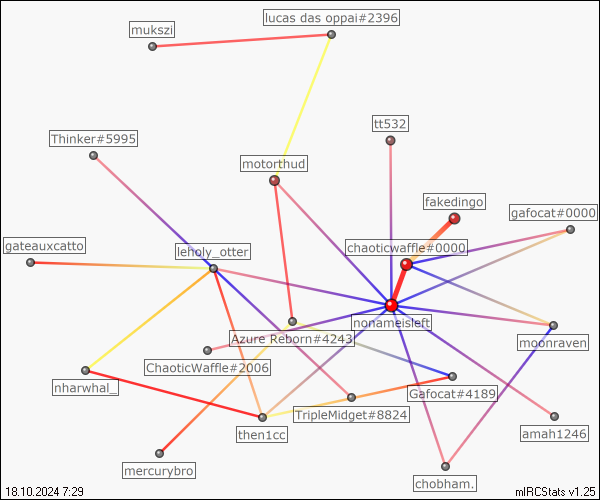 lucas das oppai#2396
mukszi
tt532
Thinker#5995
motorthud
fakedingo
gafocat#0000
gateauxcatto
leholy_otter
chaoticwaffle#0000
nonameisleft
Azure Reborn#4243
moonraven
ChaoticWaffle#2006
nharwhal_
Gafocat#4189
TripleMidget#8824
then1cc
amah1246
mercurybro
chobham.
18.10.2024 7:29
mIRCStats v1.25